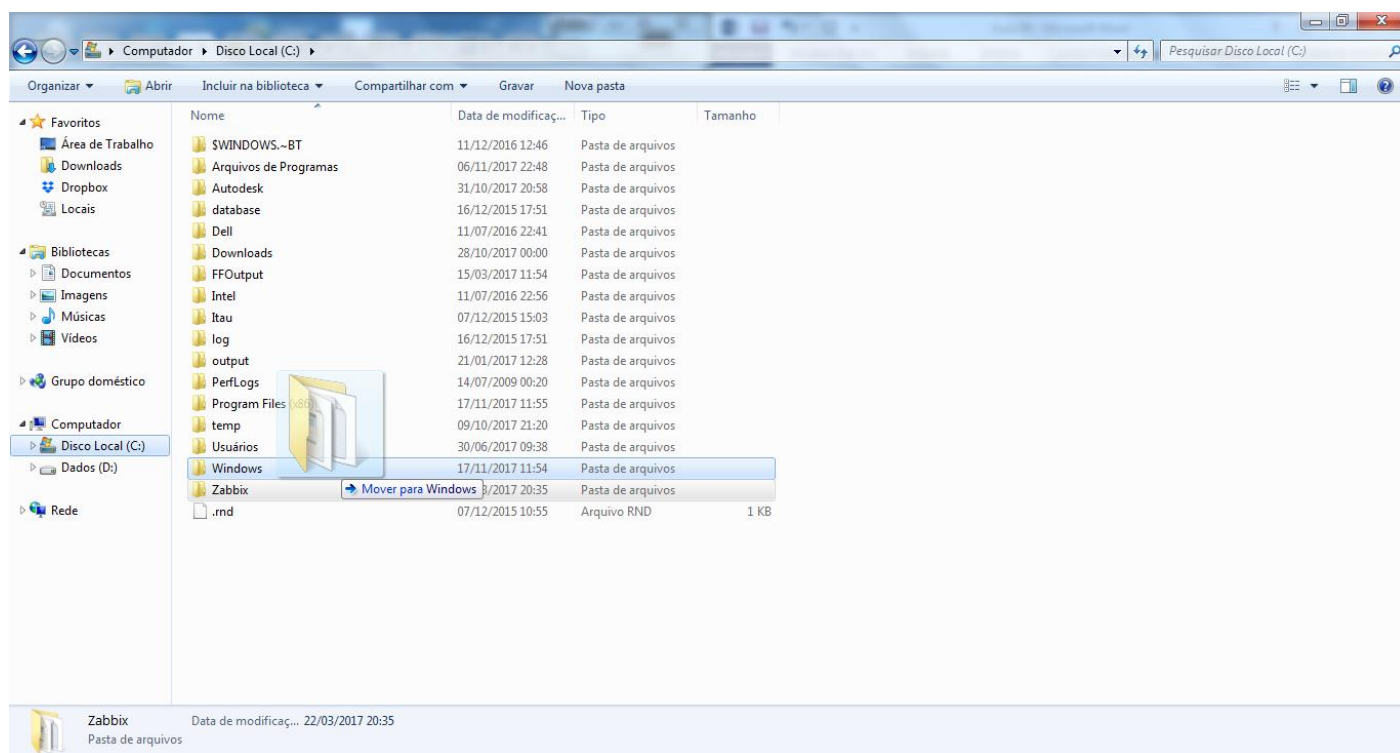 Computador Disco Local (C:)
Pesquisar Disco Local (C:)
Organizar Abrir Incluir na biblioteca Compartilhar com Gravar Nova pasta
Favoritos
Área de Trabalho
Downloads
Dropbox
Locais
Bibliotecas
Documentos
Imagens
Músicas
Vídeos
Grupo doméstico
Computador
Disco Local (C:)
Dados (D:)
Rede
Nome Data de modificaç... Tipo Tamanho
$WINDOWS.~BT 11/12/2016 12:46 Pasta de arquivos
Arquivos de Programas 06/11/2017 22:48 Pasta de arquivos
Autodesk 31/10/2017 20:58 Pasta de arquivos
database 16/12/2015 17:51 Pasta de arquivos
Dell 11/07/2016 22:41 Pasta de arquivos
Downloads 28/10/2017 00:00 Pasta de arquivos
FFOutput 15/03/2017 11:54 Pasta de arquivos
Intel 11/07/2016 22:56 Pasta de arquivos
Itau 07/12/2015 15:03 Pasta de arquivos
log 16/12/2015 17:51 Pasta de arquivos
output 21/01/2017 12:28 Pasta de arquivos
PerfLogs 14/07/2009 00:20 Pasta de arquivos
Program Files (x86) 17/11/2017 11:55 Pasta de arquivos
temp 09/10/2017 21:20 Pasta de arquivos
Usuários 30/06/2017 09:38 Pasta de arquivos
Windows 17/11/2017 11:54 Pasta de arquivos
Zabbix Mover para Windows 3/2017 20:35 Pasta de arquivos
.rnd 07/12/2015 10:55 Arquivo RND 1 KB
Zabbix Data de modificaç... 22/03/2017 20:35
Pasta de arquivos